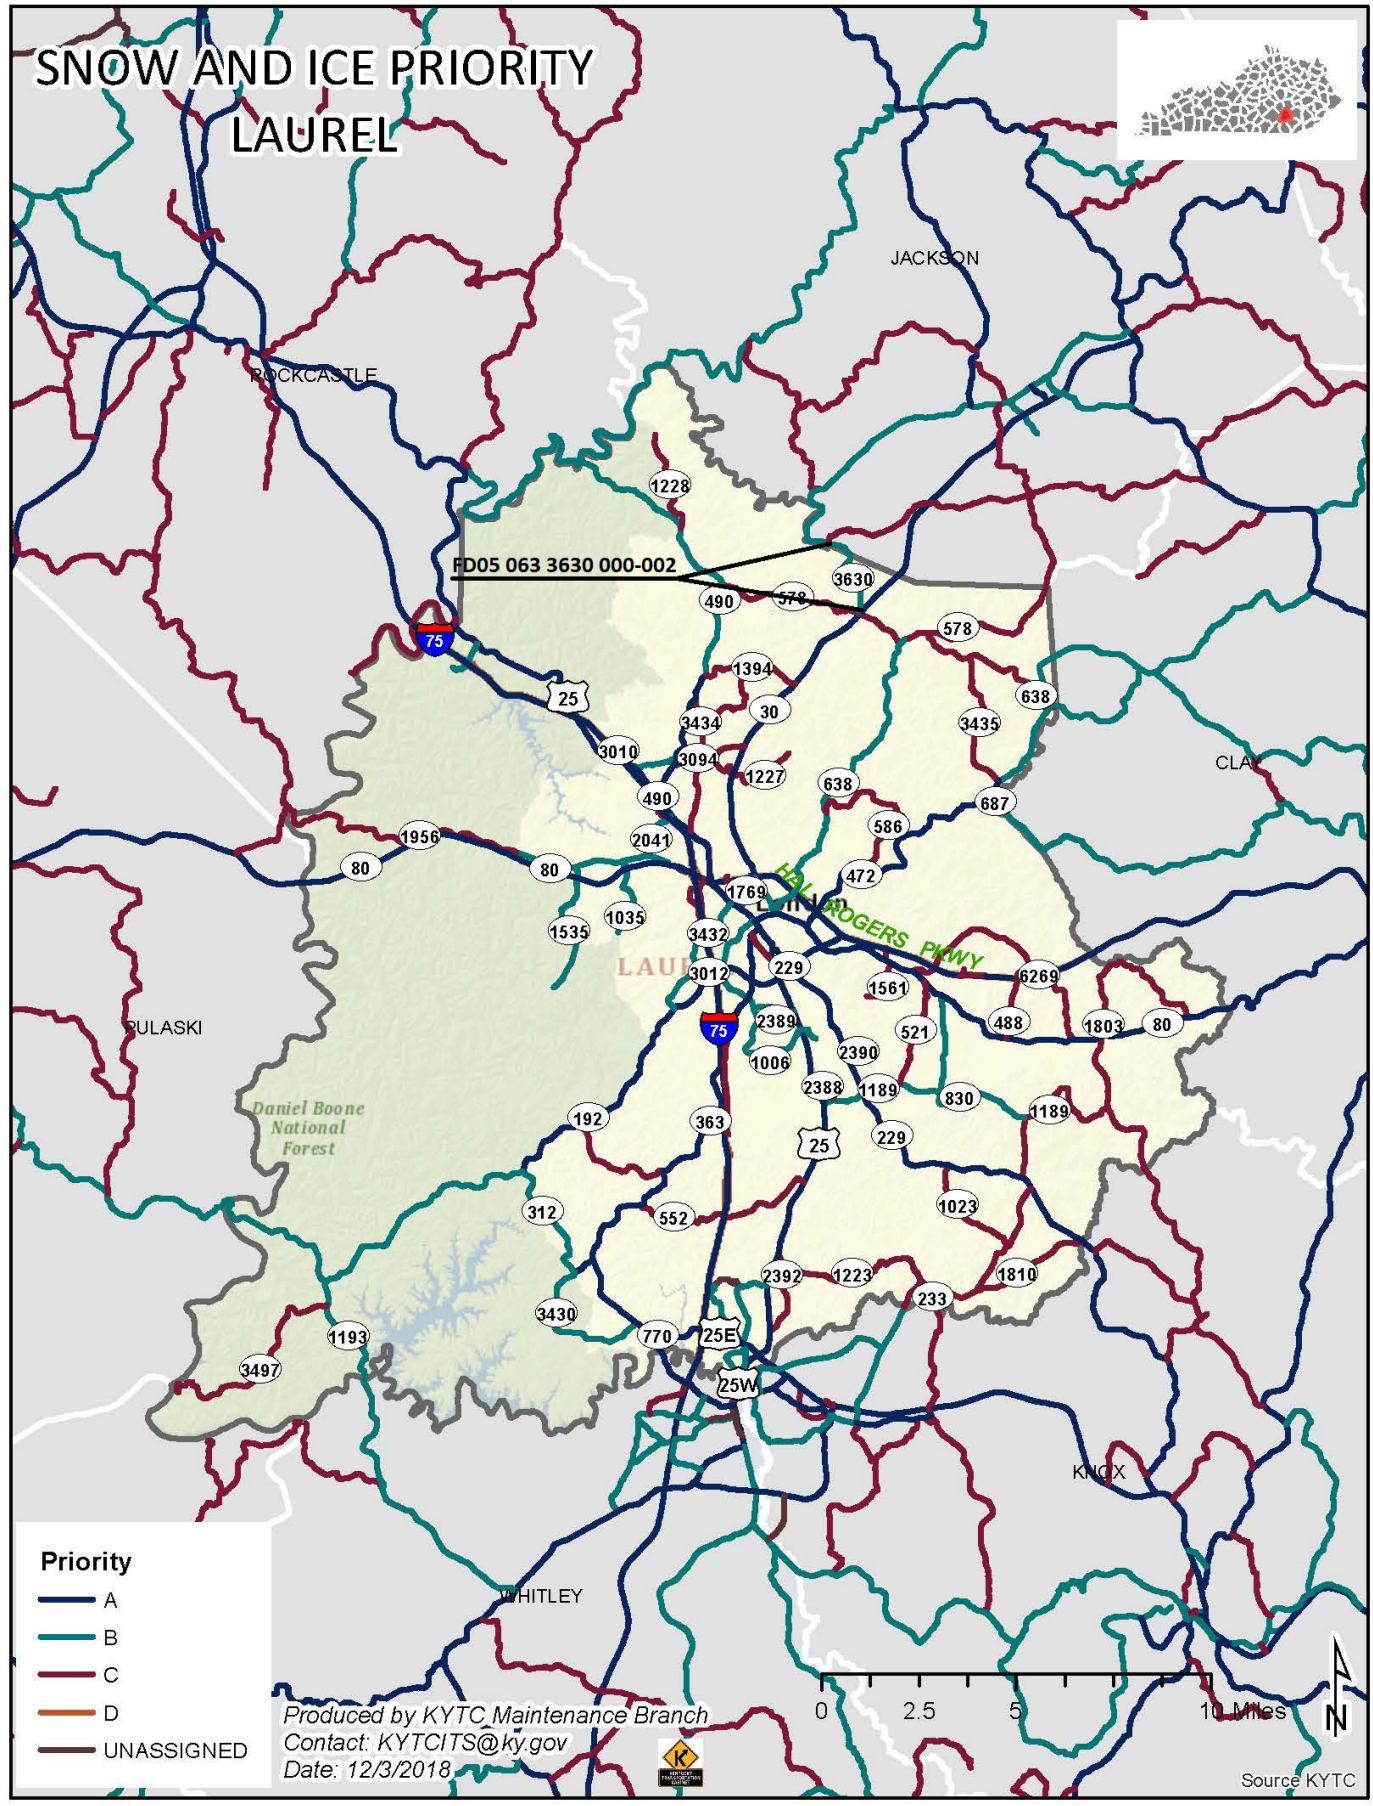 SNOW AND ICE PRIORITY
LAUREL
JACKSON
ROCKCASTLE
1228
FD05 063 3630 000-002
3630
490
578
578
75
1394
638
25
30
3434
3435
3010
3094
1227
CLAY
638
490
687
586
2041
1956
80
80
472
1769
HAL ROGERS PKWY
London
1035
1535
3432
LAU
3012
229
6269
1561
PULASKI
75
2389
521
488
1803
80
2390
1006
2388
1189
830
Daniel Boone
National
Forest
192
363
1189
25
229
312
552
1023
2392
1223
1810
233
3430
1193
770
25E
3497
25W
KNOX
WHITLEY
Priority
A
B
C
D
UNASSIGNED
Produced by KYTC Maintenance Branch
Contact: KYTCITS@ky.gov
Date: 12/3/2018
KENTUCKY
TRANSPORTATION
CABINET
0 2.5 5 10 Miles
N
Source KYTC